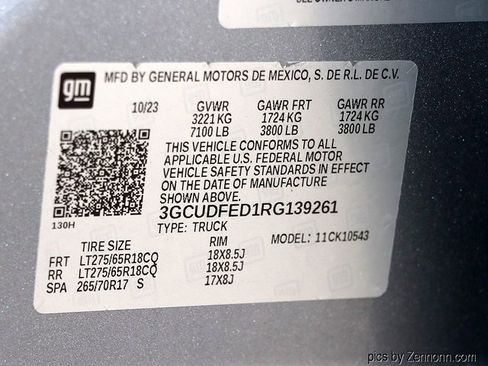 SEE OWNER'S MANUAL
gm
MFD BY GENERAL MOTORS DE MEXICO, S. DE R.L. DE C.V.
10/23 GVWR GAWR FRT GAWR RR
3221 KG 1724 KG 1724 KG
7100 LB 3800 LB 3800 LB
THIS VEHICLE CONFORMS TO ALL
APPLICABLE U.S. FEDERAL MOTOR
VEHICLE SAFETY STANDARDS IN EFFECT
ON THE DATE OF MANUFACTURE
SHOWN ABOVE.
3GCUDFED1RG139261
130H
TYPE: TRUCK MODEL: 11CK10543
TIRE SIZE RIM
FRT LT275/65R18CQ 18X8.5J
RR LT275/65R18CQ 18X8.5J
SPA 265/70R17 S 17X8J
pics by Zennonn.com